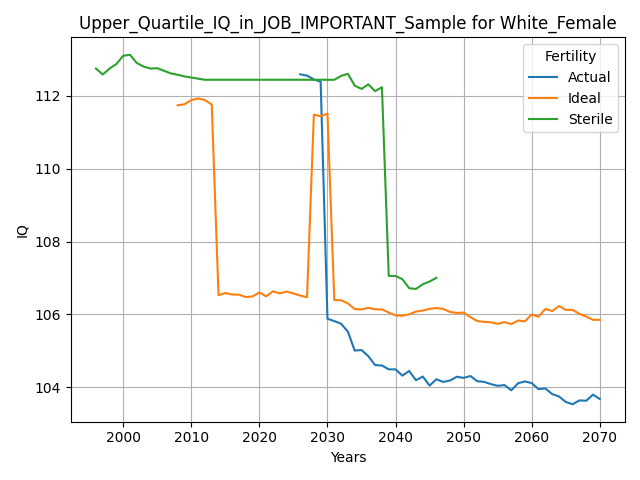 Upper_Quartile_IQ_in_JOB_IMPORTANT_Sample for White_Female
Fertility
Actual
Ideal
Sterile
112
110
108
106
104
IQ
2000
2010
2020
2030
2040
2050
2060
2070
Years